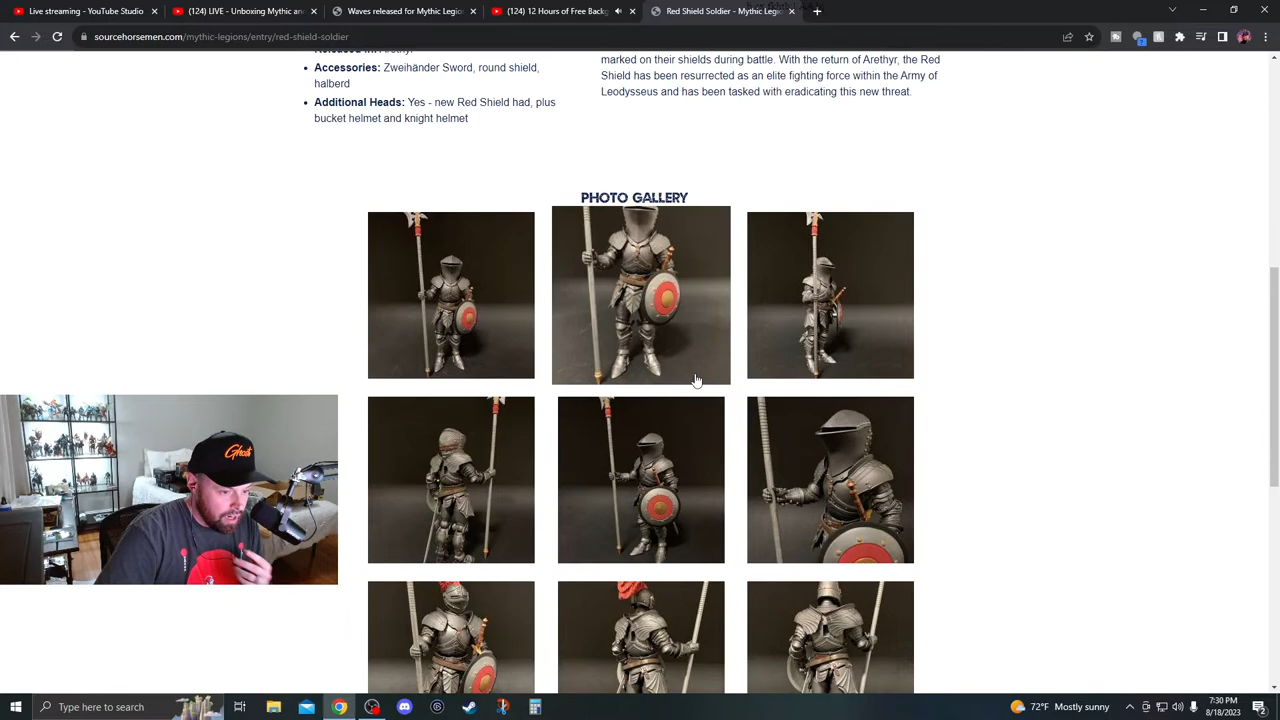 Live streaming - YouTube Studio
(124) LIVE - Unboxing Mythic an
Waves released for Mythic Legio
(124) 12 Hours of Free Backg
Red Shield Soldier - Mythic Legi
sourcehorsemen.com/mythic-legions/entry/red-shield-soldier
Accessories: Zweihänder Sword, round shield,
halberd
Additional Heads: Yes - new Red Shield had, plus
bucket helmet and knight helmet
marked on their shields during battle. With the return of Arethyr, the Red
Shield has been resurrected as an elite fighting force within the Army of
Leodysseus and has been tasked with eradicating this new threat.
PHOTO GALLERY
Ghosts
Type here to search
72°F Mostly sunny
7:30 PM
8/18/2023
2